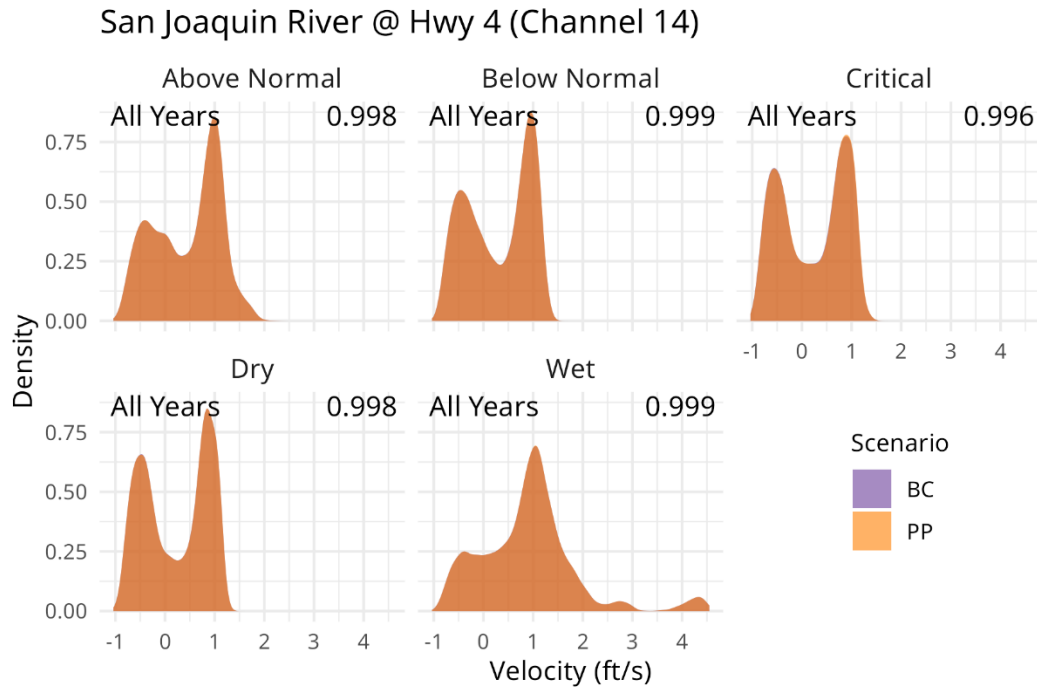 San Joaquin River @ Hwy 4 (Channel 14)
Above Normal Below Normal Critical
All Years 0.998 All Years 0.999 All Years 0.996
0.75
0.50
0.25
0.00
-1 0 1 2 3 4
Density
Dry Wet
All Years 0.998 All Years 0.999
0.75
0.50
0.25
0.00
-1 0 1 2 3 4 -1 0 1 2 3 4
Velocity (ft/s)
Scenario
BC
PP